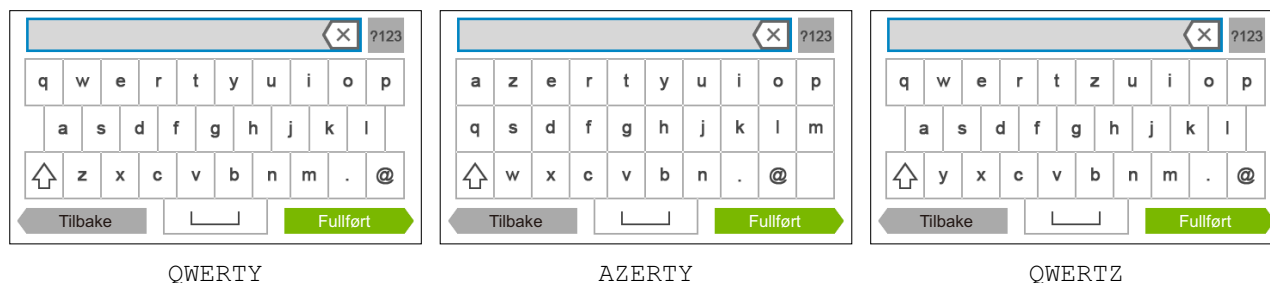 ?123 ?123 ?123
q w e r t y u i o p a z e r t y u i o p q w e r t z u i o p
a s d f g h j k l q s d f g h j k l m a s d f g h j k l
z x c v b n m . @ w x c v b n . @ y x c v b n m . @
Tilbake Fullført Tilbake Fullført Tilbake Fullført
QWERTY AZERTY QWERTZ